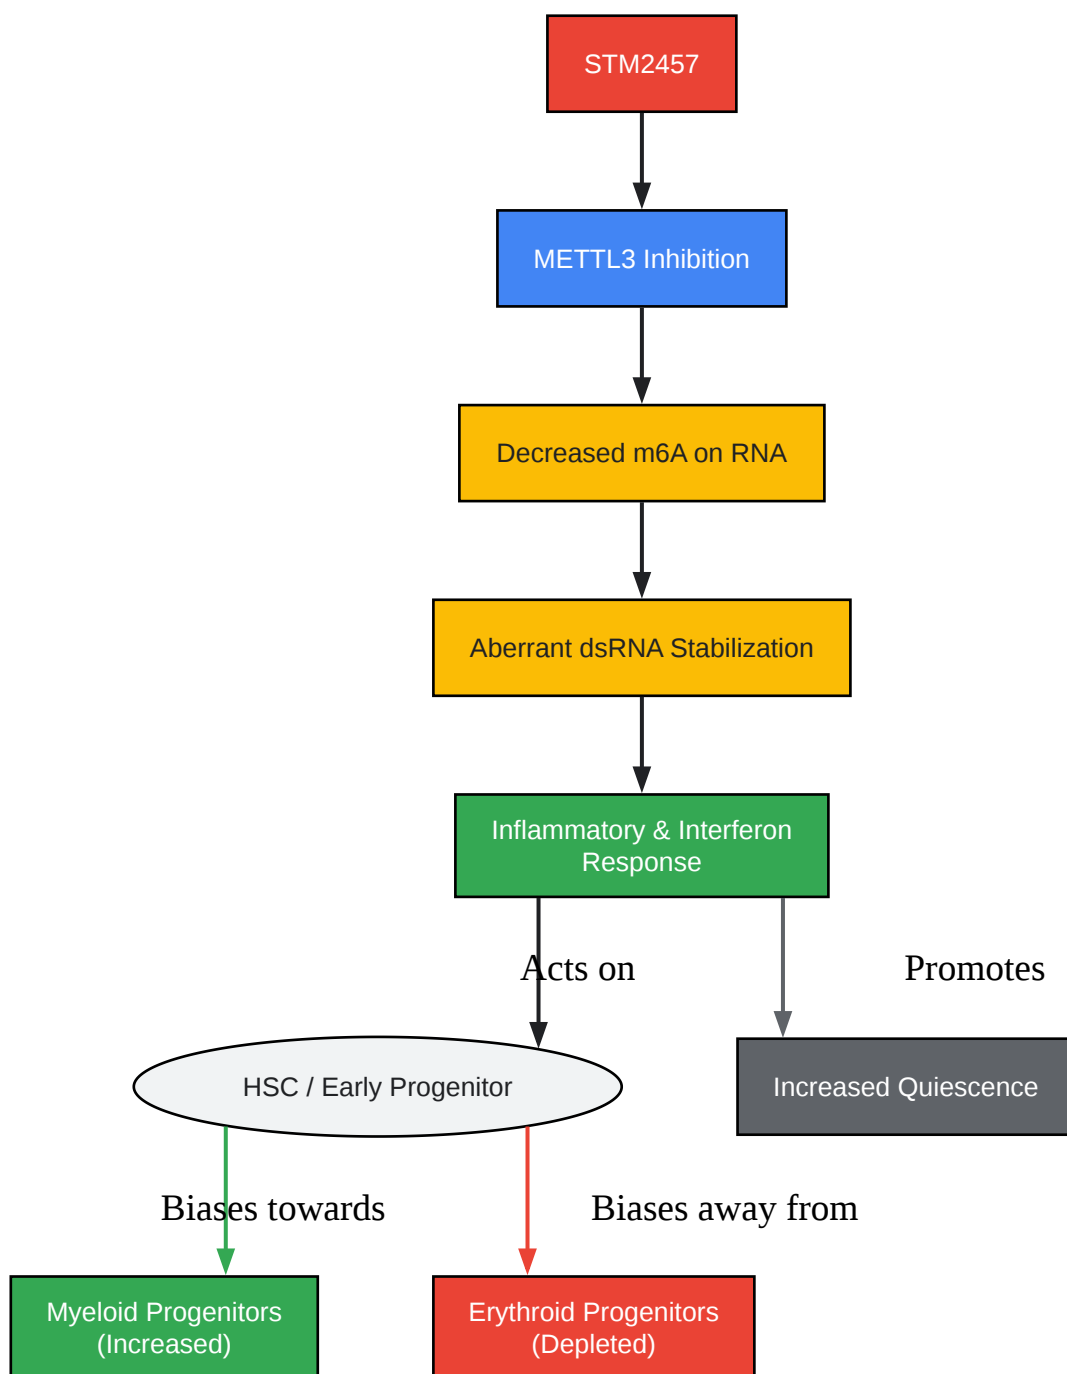 STM2457
METTL3 Inhibition
Decreased m6A on RNA
Aberrant dsRNA Stabilization
Inflammatory & Interferon
Response
Acts on
Promotes
HSC / Early Progenitor
Increased Quiescence
Biases towards
Biases away from
Myeloid Progenitors
(Increased)
Erythroid Progenitors
(Depleted)